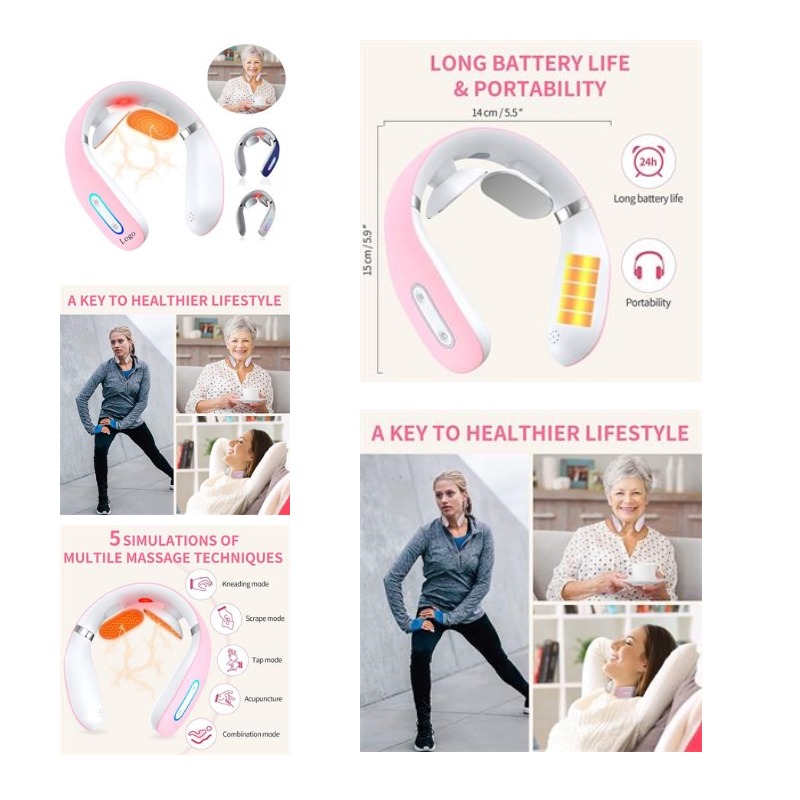 Logo
A KEY TO HEALTHIER LIFESTYLE
5 SIMULATIONS OF
MULTILE MASSAGE TECHNIQUES
Kneading mode
Scrape mode
Tap mode
Acupuncture
Combination mode
LONG BATTERY LIFE
& PORTABILITY
14 cm / 5.5"
15 cm / 5.9"
24h
Long battery life
Portability
A KEY TO HEALTHIER LIFESTYLE